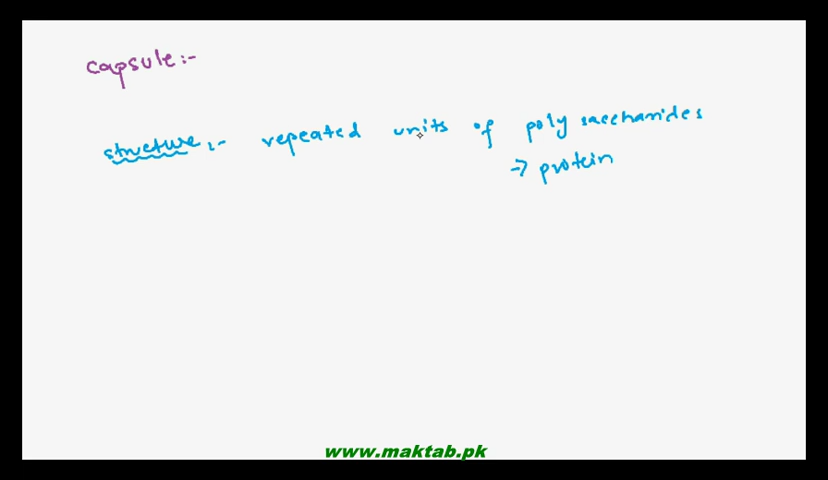 capsule:-
structure:- repeated units of poly saccharides
→ protein
www.maktab.pk